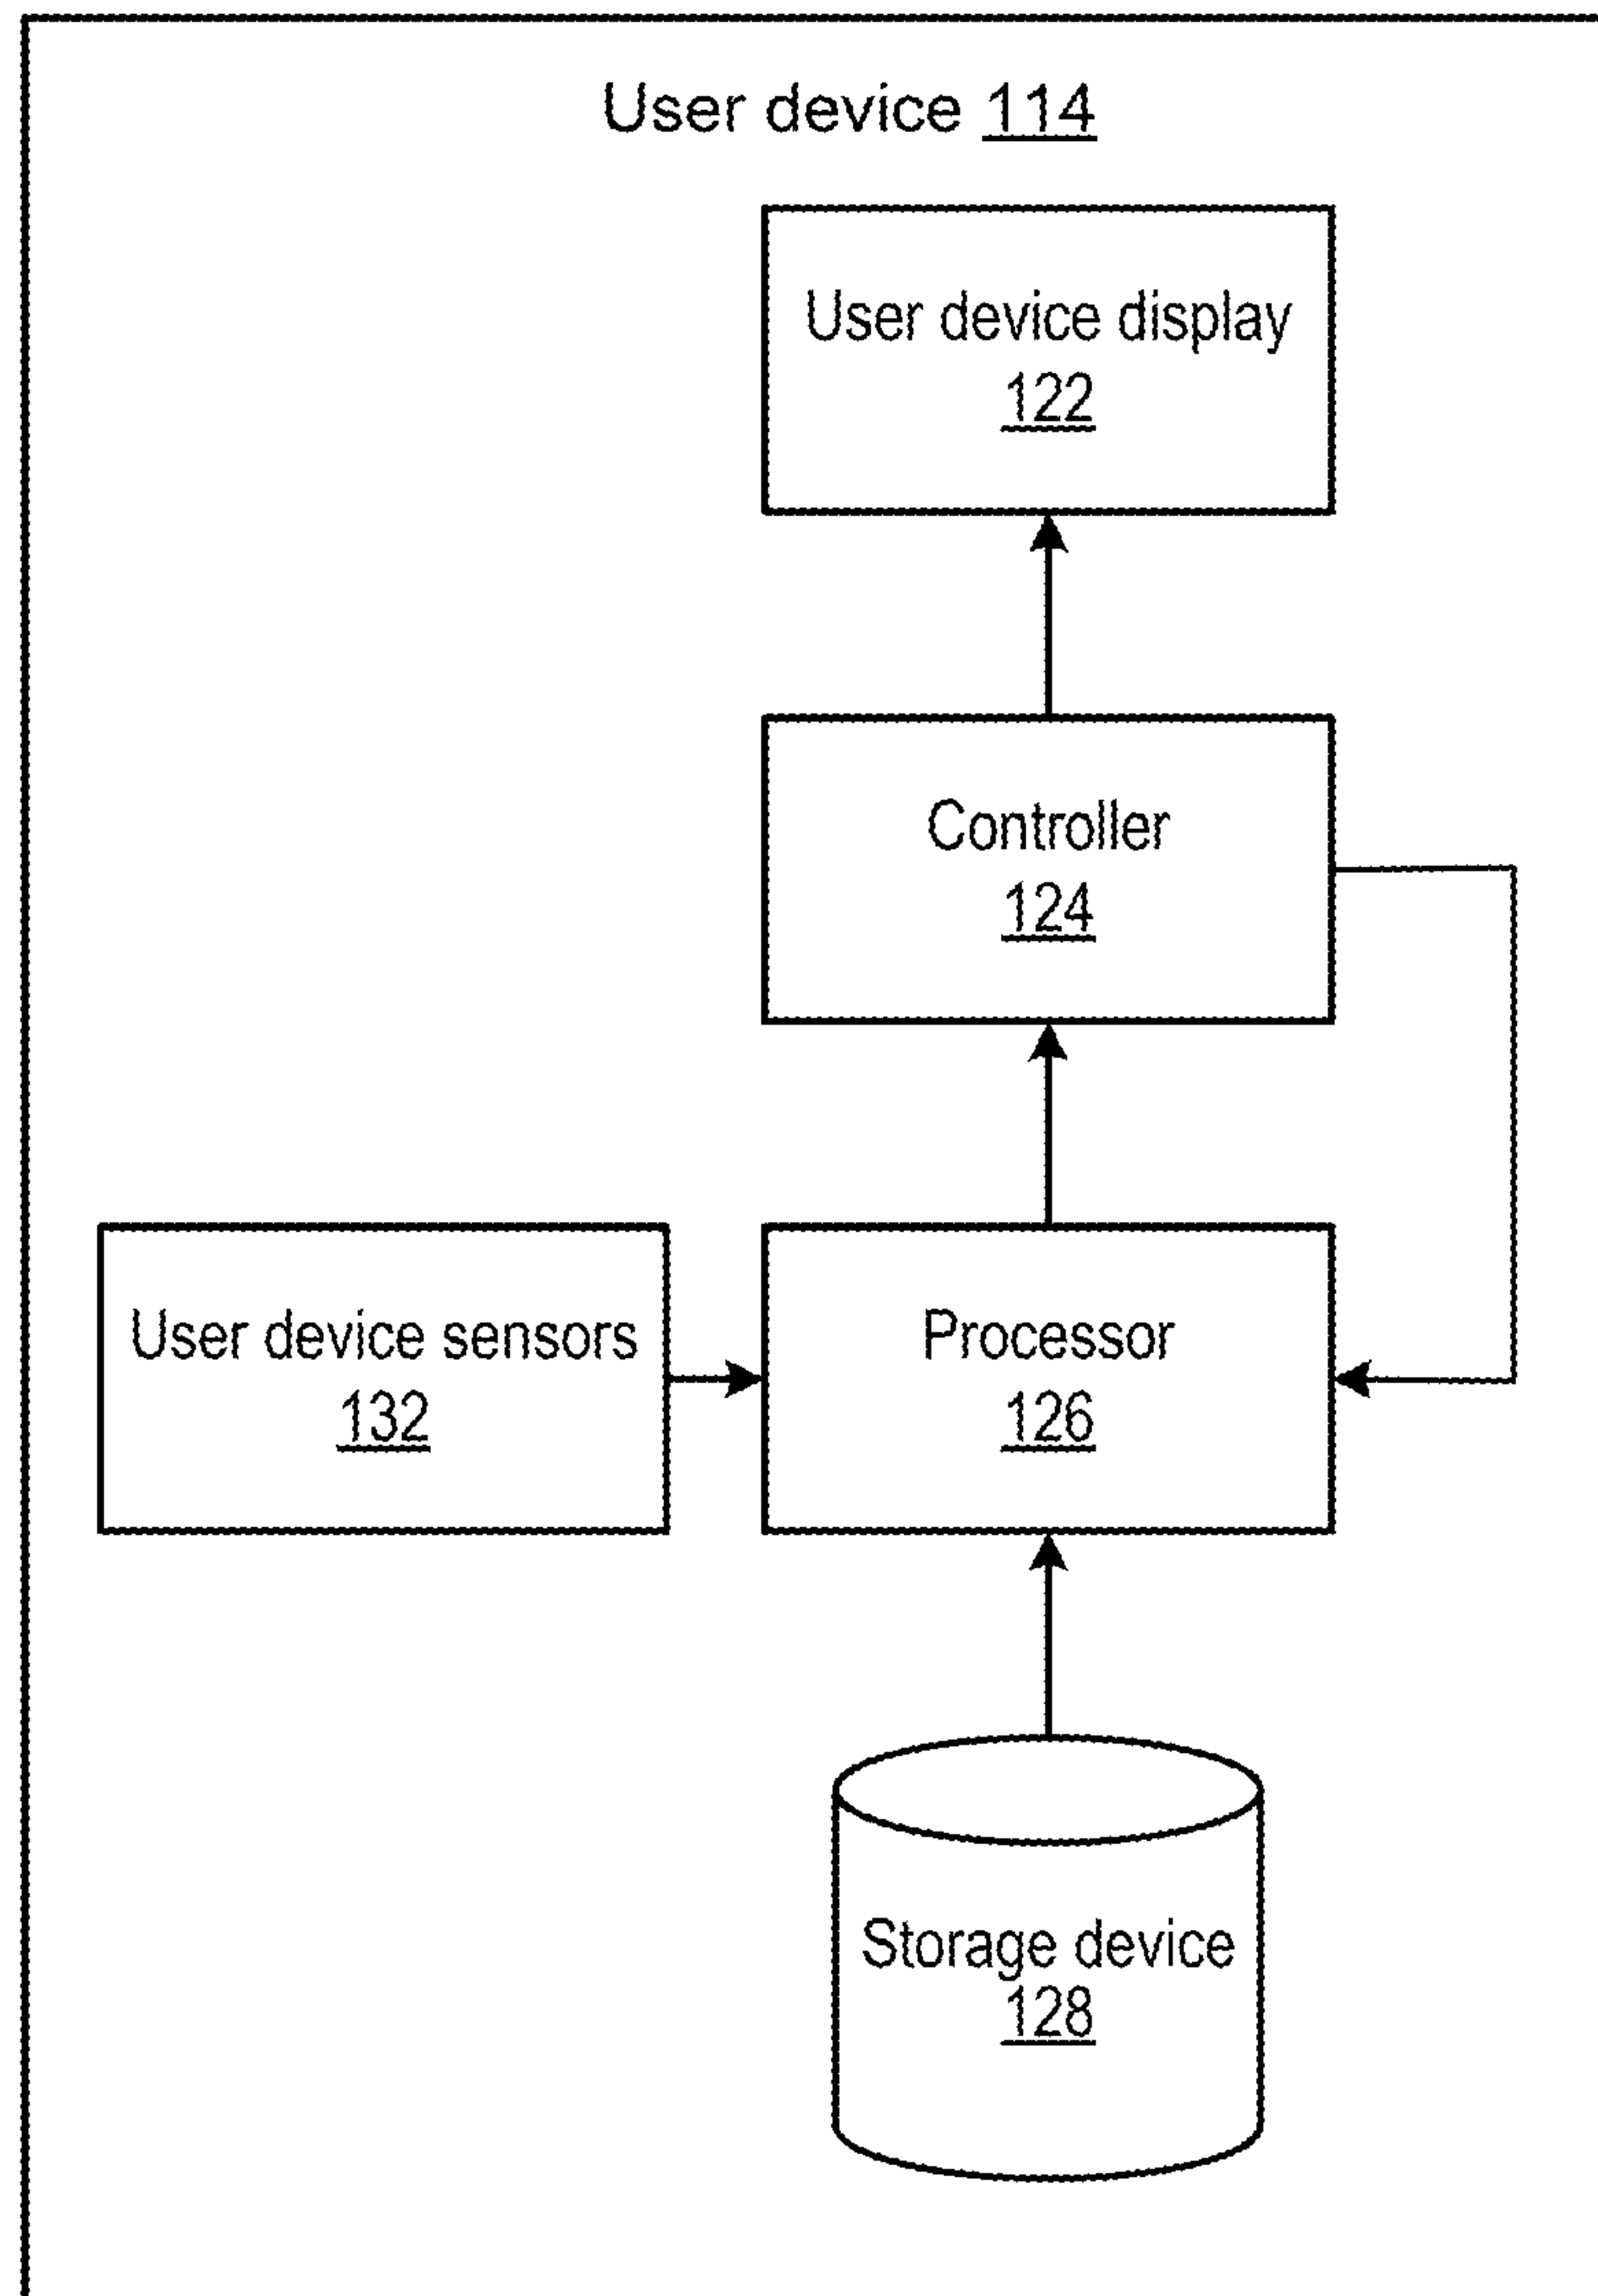 User device 114
User device display
122
Controller
124
User device sensors
132
Processor
126
Storage device
128